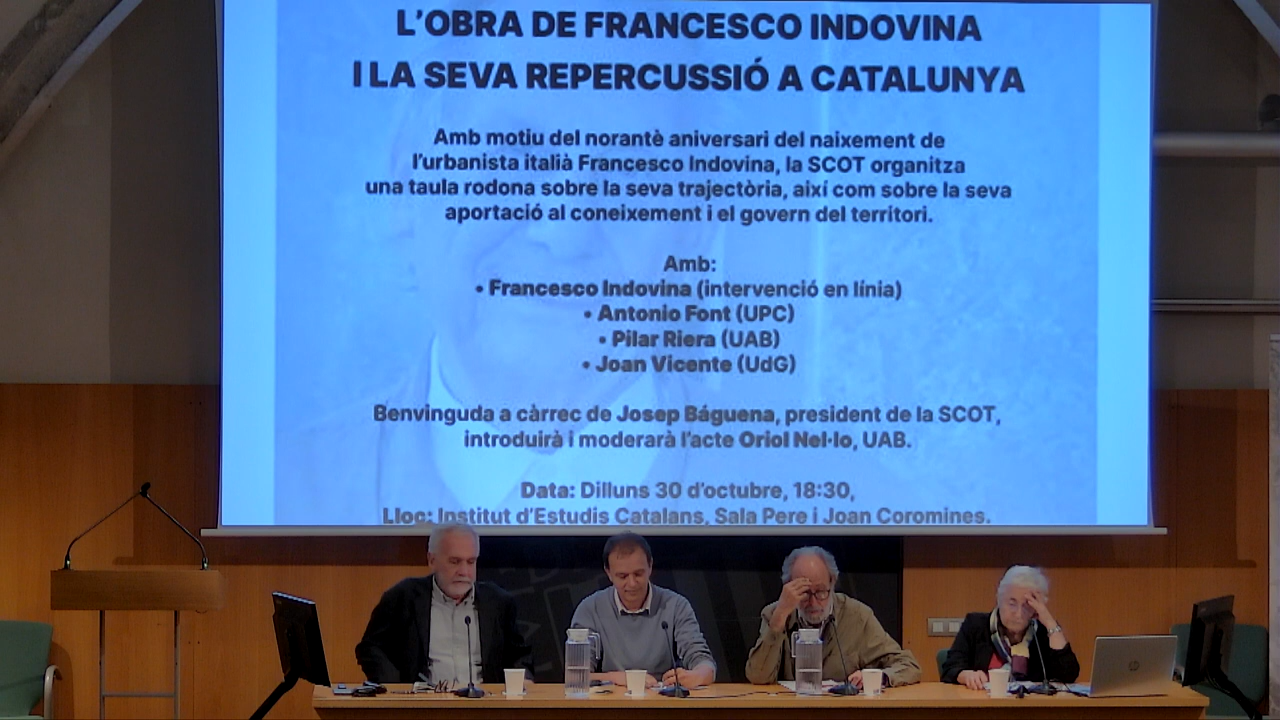 L'OBRA DE FRANCESCO INDOVINA
I LA SEVA REPERCUSSIÓ A CATALUNYA
Amb motiu del norantè aniversari del naixement de
l'urbanista italià Francesco Indovina, la SCOT organitza
una taula rodona sobre la seva trajectòria, així com sobre la seva
aportació al coneixement i el govern del territori.
Amb:
• Francesco Indovina (intervenció en línia)
• Antonio Font (UPC)
• Pilar Riera (UAB)
• Joan Vicente (UdG)
Benvinguda a càrrec de Josep Báguena, president de la SCOT,
introduirà i moderarà l'acte Oriol Nel·lo, UAB.
Data: Dilluns 30 d'octubre, 18:30,
Lloc: Institut d'Estudis Catalans, Sala Pere i Joan Coromines.